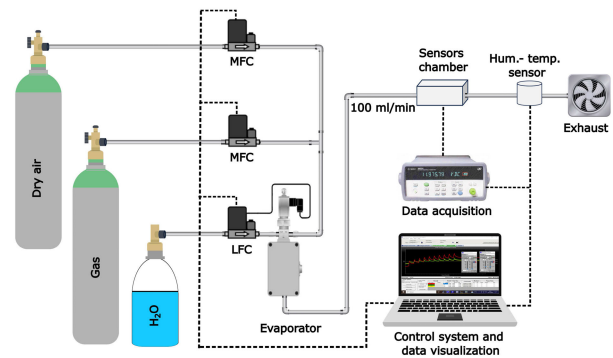 MFC
Sensors
chamber
Hum.- temp.
sensor
100 ml/min
Exhaust
Dry air
MFC
Data acquisition
Gas
LFC
H2O
Evaporator
Control system and
data visualization